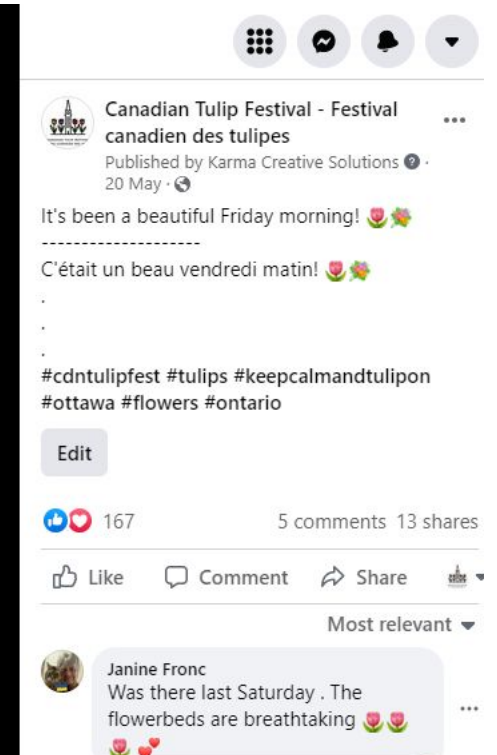 Canadian Tulip Festival - Festival
canadien des tulipes
Published by Karma Creative Solutions ·
20 May ·
It's been a beautiful Friday morning! 🌷💐
--------------------
C'était un beau vendredi matin! 🌷💐
.
.
.
#cdntulipfest #tulips #keepcalmandtulipon
#ottawa #flowers #ontario
Edit
167 5 comments 13 shares
Like Comment Share
Most relevant
Janine Fronc
Was there last Saturday . The
flowerbeds are breathtaking 🌷🌷
🌷💕